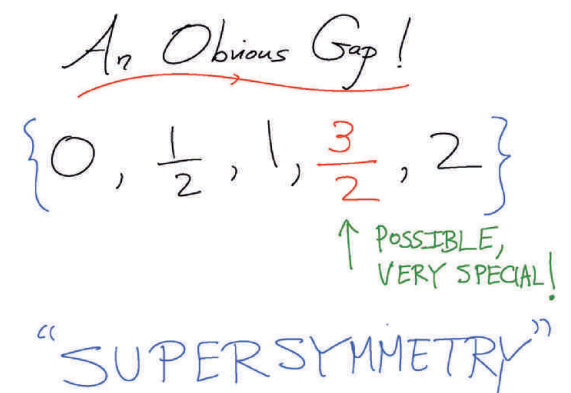 An Obvious Gap!
{0, 1/2, 1, 3/2, 2}
↑ POSSIBLE,
VERY SPECIAL!
“SUPERSYMMETRY”